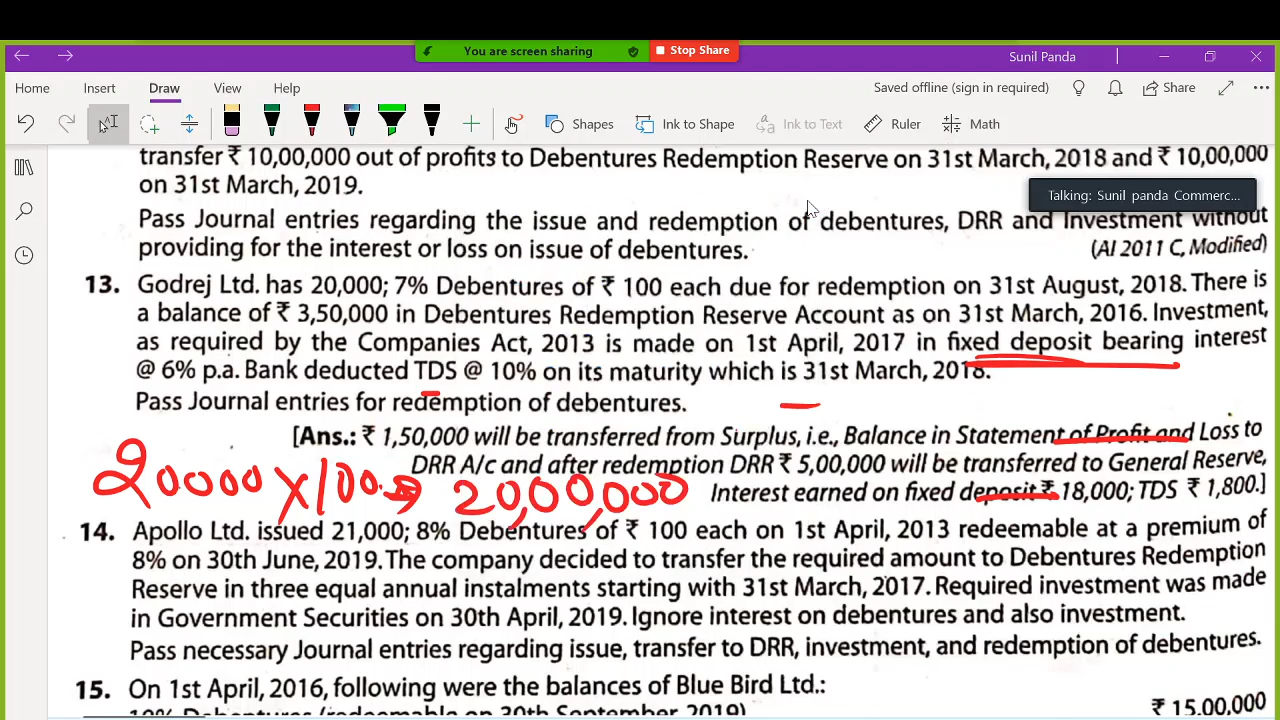 You are screen sharing
Stop Share
Sunil Panda
Home Insert Draw View Help
Saved offline (sign in required)
Share
Shapes
Ink to Shape
Ink to Text
Ruler
Math
Talking: Sunil panda Commerc...
transfer ₹ 10,00,000 out of profits to Debentures Redemption Reserve on 31st March, 2018 and ₹ 10,00,000
on 31st March, 2019.
Pass Journal entries regarding the issue and redemption of debentures, DRR and Investment without
providing for the interest or loss on issue of debentures. (AI 2011 C, Modified)
13. Godrej Ltd. has 20,000; 7% Debentures of ₹ 100 each due for redemption on 31st August, 2018. There is
a balance of ₹ 3,50,000 in Debentures Redemption Reserve Account as on 31st March, 2016. Investment,
as required by the Companies Act, 2013 is made on 1st April, 2017 in fixed deposit bearing interest
@ 6% p.a. Bank deducted TDS @ 10% on its maturity which is 31st March, 2018.
Pass Journal entries for redemption of debentures.
[Ans.: ₹ 1,50,000 will be transferred from Surplus, i.e., Balance in Statement of Profit and Loss to
DRR A/c and after redemption DRR ₹ 5,00,000 will be transferred to General Reserve,
Interest earned on fixed deposit ₹ 18,000; TDS ₹ 1,800.]
20000 X 100 → 20,00,000
14. Apollo Ltd. issued 21,000; 8% Debentures of ₹ 100 each on 1st April, 2013 redeemable at a premium of
8% on 30th June, 2019. The company decided to transfer the required amount to Debentures Redemption
Reserve in three equal annual instalments starting with 31st March, 2017. Required investment was made
in Government Securities on 30th April, 2019. Ignore interest on debentures and also investment.
Pass necessary Journal entries regarding issue, transfer to DRR, investment, and redemption of debentures.
15. On 1st April, 2016, following were the balances of Blue Bird Ltd.:
10% Debentures (redeemable on 30th September, 2019) ₹ 15,00,000